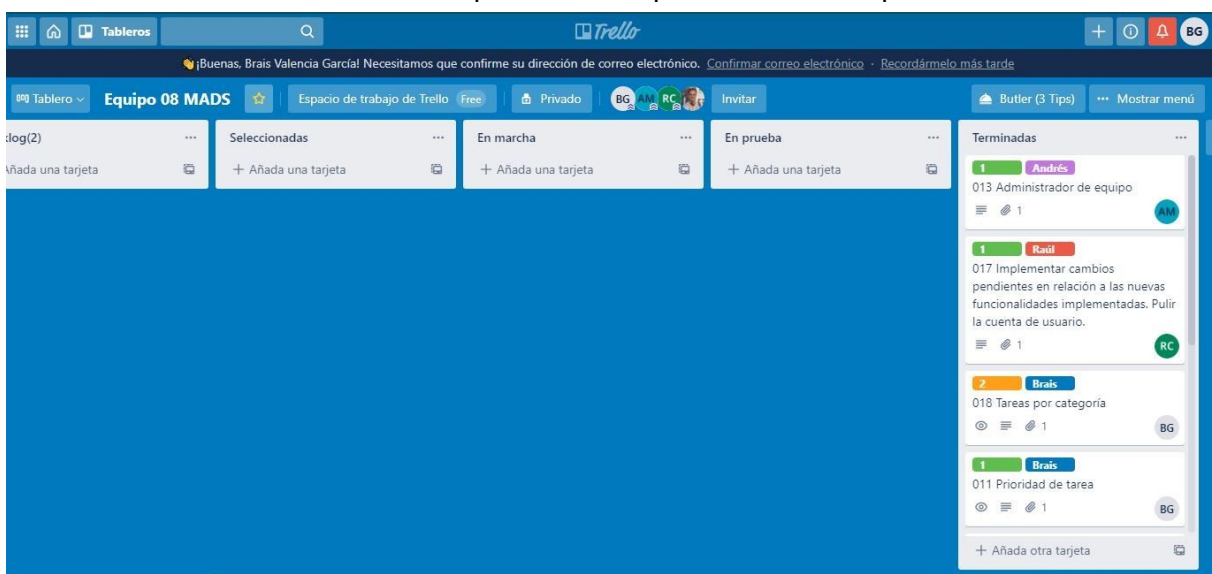 Tableros
Trello
BG
¡Buenas, Brais Valencia García! Necesitamos que confirme su dirección de correo electrónico. Confirmar correo electrónico · Recordármelo más tarde
Tablero
Equipo 08 MADS
Espacio de trabajo de Trello Free
Privado
BG AM RC
Invitar
Butler (3 Tips)
··· Mostrar menú
log(2) ···
ñada una tarjeta
Seleccionadas ···
+ Añada una tarjeta
En marcha ···
+ Añada una tarjeta
En prueba ···
+ Añada una tarjeta
Terminadas ···
1 Andrés
013 Administrador de equipo
1 AM
1 Raúl
017 Implementar cambios
pendientes en relación a las nuevas
funcionalidades implementadas. Pulir
la cuenta de usuario.
1 RC
2 Brais
018 Tareas por categoría
1 BG
1 Brais
011 Prioridad de tarea
1 BG
+ Añada otra tarjeta